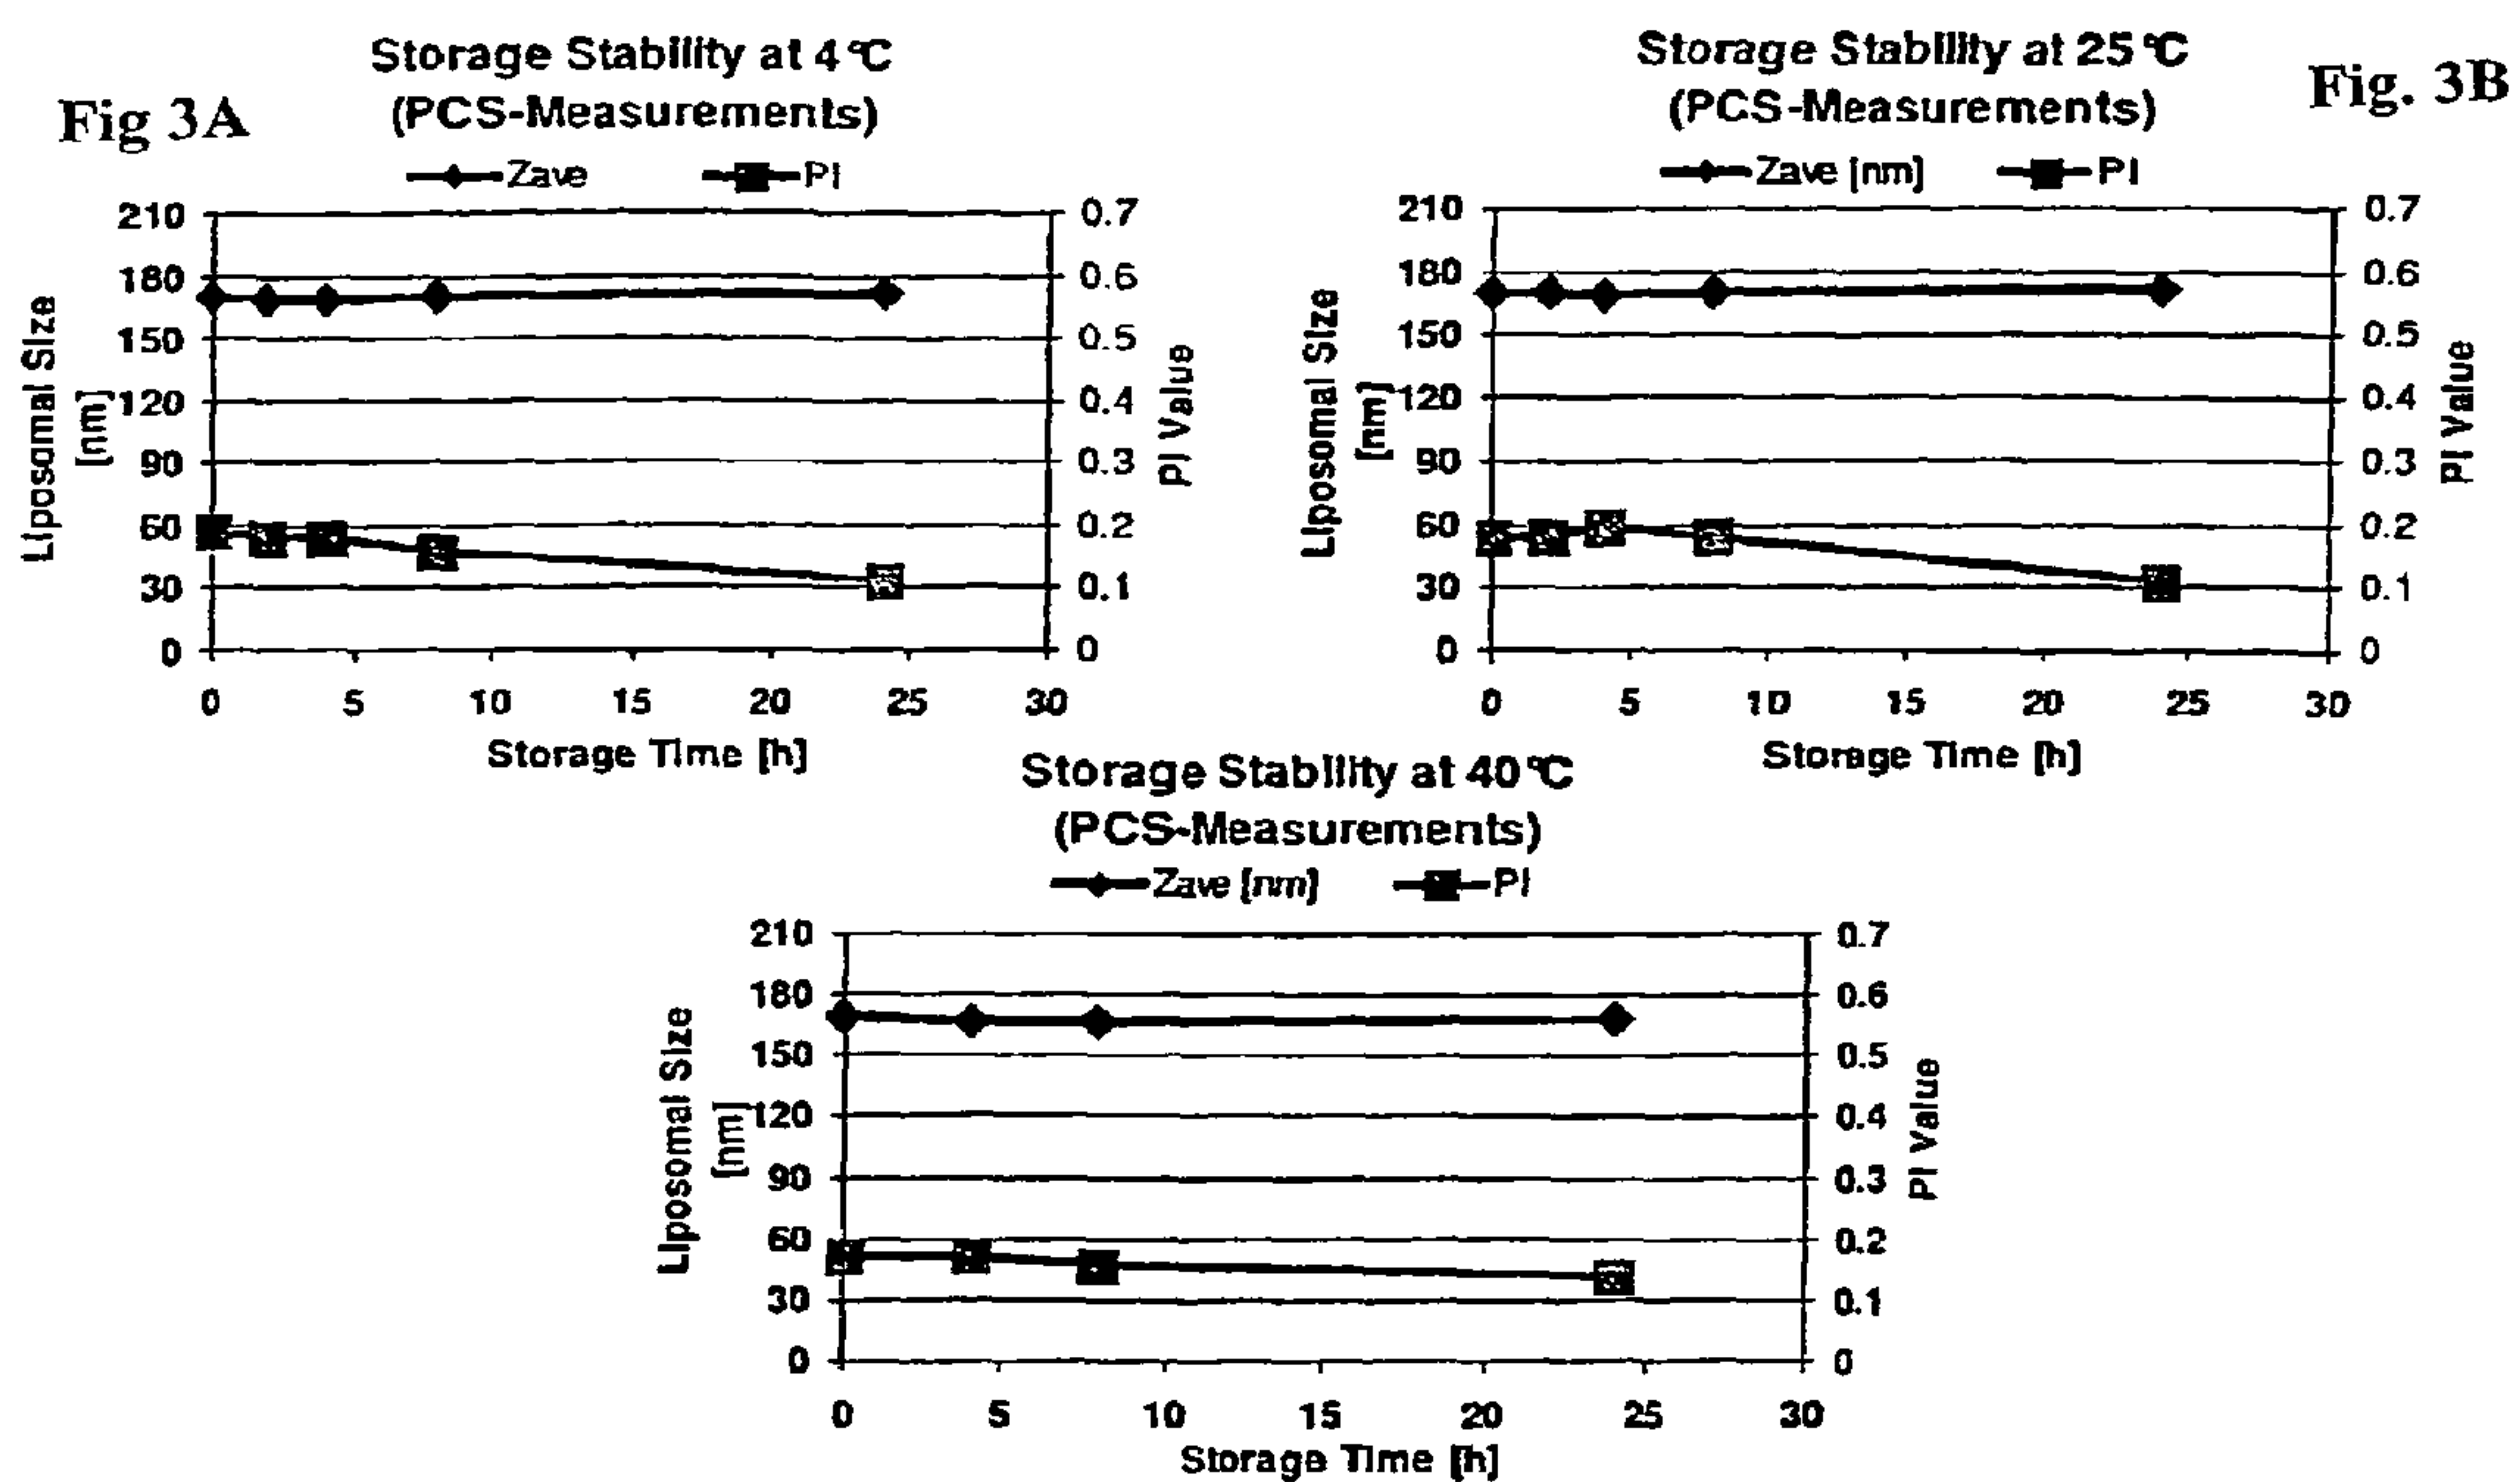 Fig 3A
Storage Stability at 4°C
(PCS-Measurements)
Zave PI
210
180
150
120
90
60
30
0
0.7
0.6
0.5
0.4
0.3
0.2
0.1
0
Liposomal Size
[nm]
PI Value
0 5 10 15 20 25 30
Storage Time [h]
Fig. 3B
Storage Stability at 25°C
(PCS-Measurements)
Zave [nm] PI
210
180
150
120
90
60
30
0
0.7
0.6
0.5
0.4
0.3
0.2
0.1
0
Liposomal Size
[nm]
PI Value
0 5 10 15 20 25 30
Storage Time [h]
Storage Stability at 40°C
(PCS-Measurements)
Zave [nm] PI
210
180
150
120
90
60
30
0
0.7
0.6
0.5
0.4
0.3
0.2
0.1
0
Liposomal Size
[nm]
PI Value
0 5 10 15 20 25 30
Storage Time [h]